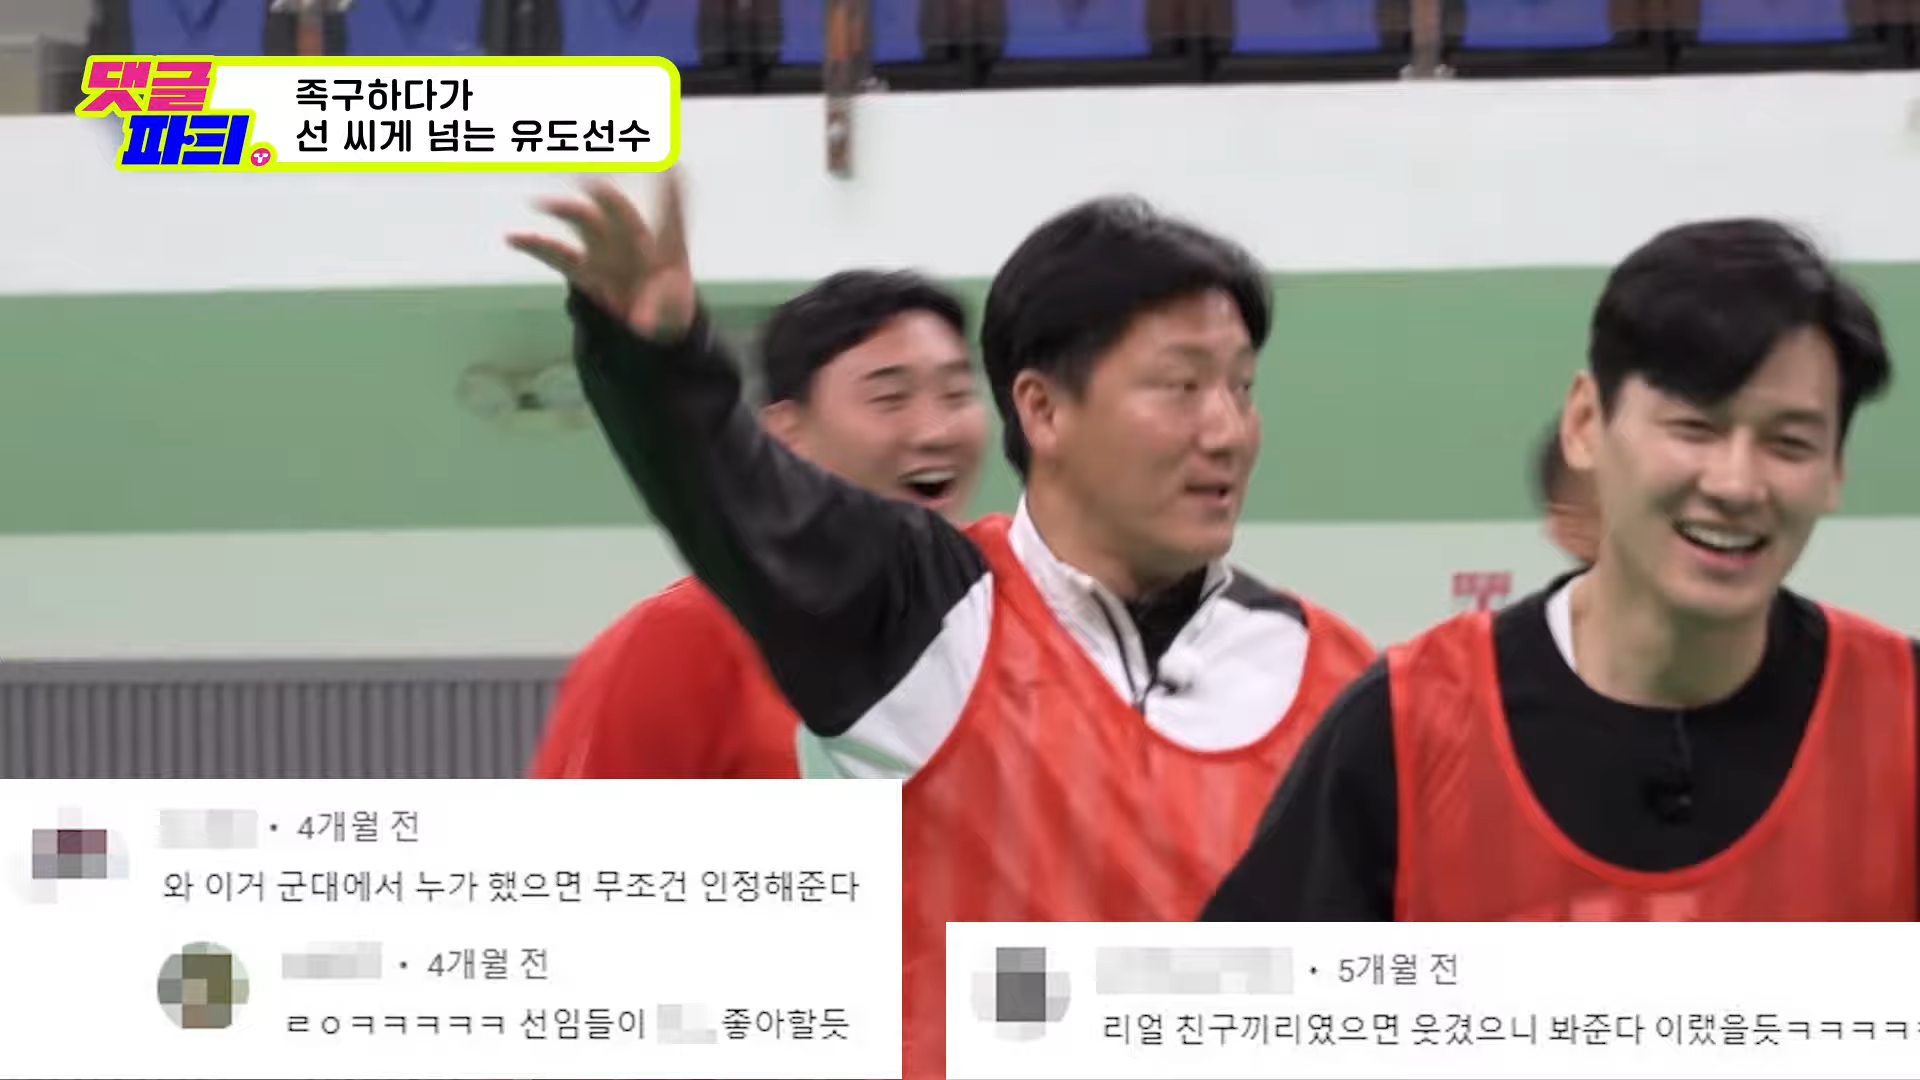 댓글
파티
족구하다가
선 씨게 넘는 유도선수
• 4개월 전
와 이거 군대에서 누가 했으면 무조건 인정해준다
• 4개월 전
ㄹㅇㅋㅋㅋㅋㅋ 선임들이 좋아할듯
• 5개월 전
리얼 친구끼리였으면 웃겼으니 봐준다 이랬을듯ㅋㅋㅋㅋ